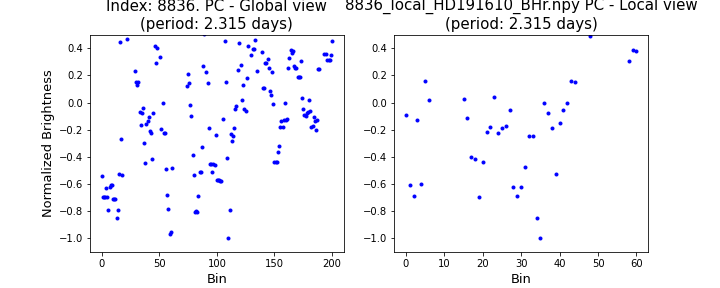 Index: 8836. PC - Global view
(period: 2.315 days)
8836_local_HD191610_BHr.npy PC - Local view
(period: 2.315 days)
Normalized Brightness
0.4
0.2
0.0
−0.2
−0.4
−0.6
−0.8
−1.0
0 50 100 150 200
Bin
0.4
0.2
0.0
−0.2
−0.4
−0.6
−0.8
−1.0
0 10 20 30 40 50 60
Bin